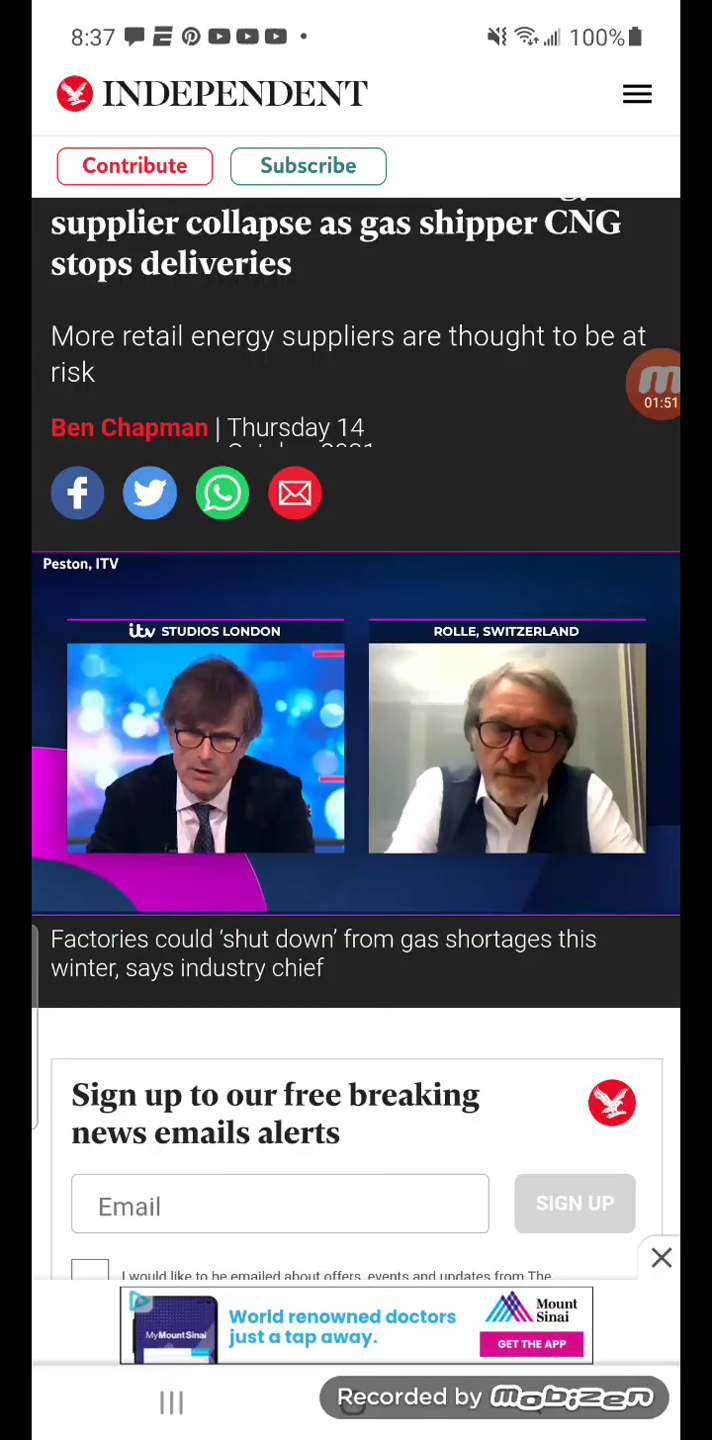 8:37
100%
INDEPENDENT
Contribute
Subscribe
supplier collapse as gas shipper CNG
stops deliveries
More retail energy suppliers are thought to be at
risk
01:51
Ben Chapman | Thursday 14
Peston, ITV
itv STUDIOS LONDON
ROLLE, SWITZERLAND
Factories could ‘shut down’ from gas shortages this
winter, says industry chief
Sign up to our free breaking
news emails alerts
Email
SIGN UP
I would like to be emailed about offers, events and updates from The
MyMountSinai
World renowned doctors
just a tap away.
Mount
Sinai
GET THE APP
Recorded by mobizen